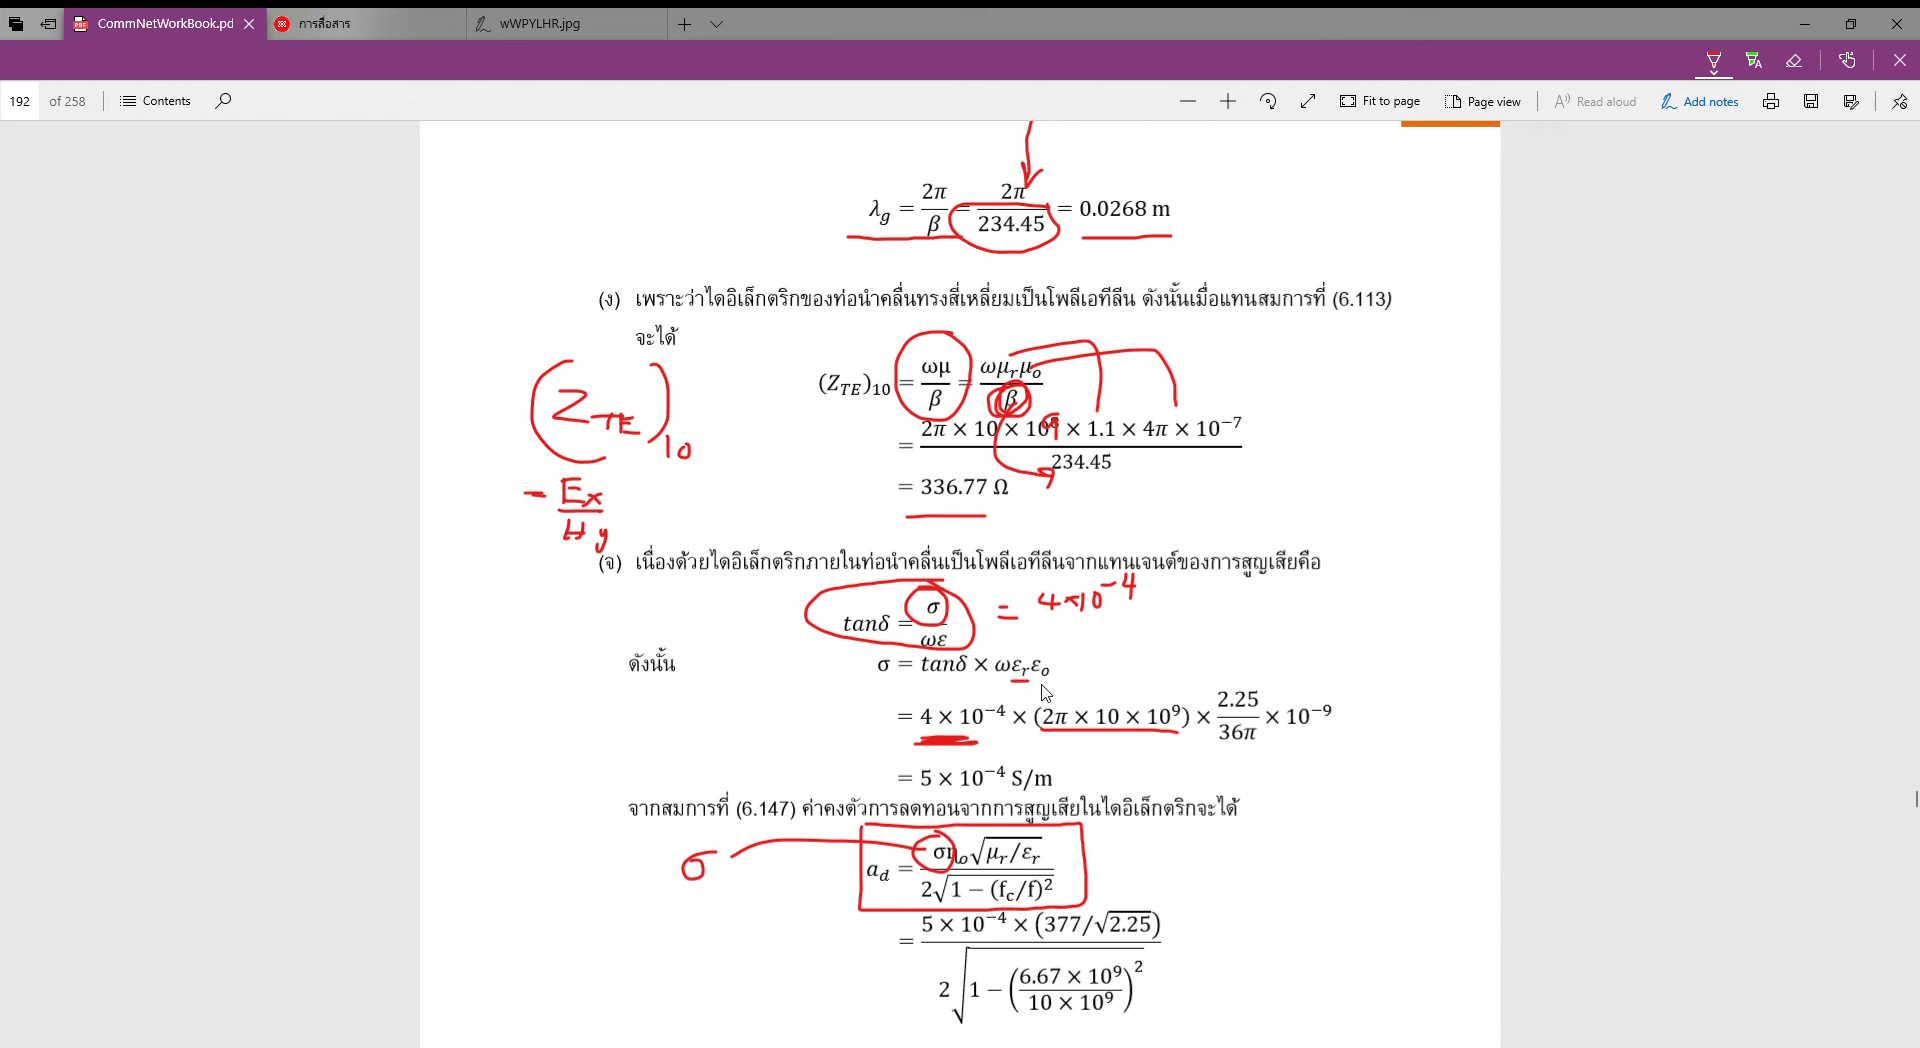 CommNetWorkBook.pd
การสื่อสาร
wWPYLHR.jpg
192 of 258 Contents Fit to page Page view Read aloud Add notes
λg = 2π/β = 2π/234.45 = 0.0268 m
(ง) เพราะว่าไดอิเล็กตริกของท่อนำคลื่นทรงสี่เหลี่ยมเป็นโพลีเอทีลีน ดังนั้นเมื่อแทนสมการที่ (6.113)
จะได้
(Z_TE)₁₀ = ωμ/β = ωμrμo/β
(Z_TE)₁₀
= 2π × 10 × 10⁹ × 1.1 × 4π × 10⁻⁷ / 234.45
= 336.77 Ω
- Ex/Hy
(จ) เนื่องด้วยไดอิเล็กตริกภายในท่อนำคลื่นเป็นโพลีเอทีลีนจากแทนเจนต์ของการสูญเสียคือ
tanδ = σ/ωε = 4×10⁻⁴
ดังนั้น σ = tanδ × ωεrεo
= 4 × 10⁻⁴ × (2π × 10 × 10⁹) × 2.25/36π × 10⁻⁹
= 5 × 10⁻⁴ S/m
จากสมการที่ (6.147) ค่าคงตัวการลดทอนจากการสูญเสียในไดอิเล็กตริกจะได้
σ
a_d = ση₀√(μr/εr) / 2√(1 − (fc/f)²)
= 5 × 10⁻⁴ × (377/√2.25) / 2√(1 − (6.67 × 10⁹/10 × 10⁹)²)